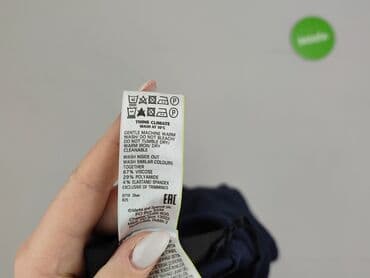 THINK CLIMATE
WASH AT 30°C
GENTLE MACHINE WARM
WASH/ DO NOT BLEACH/
DO NOT TUMBLE DRY/
WARM IRON/ DRY
CLEANABLE
WASH INSIDE OUT
WASH SIMILAR COLOURS
TOGETHER
67% VISCOSE
29% POLYAMIDE
4% ELASTANE/SPANDEX
EXCLUSIVE OF TRIMMINGS
EAC